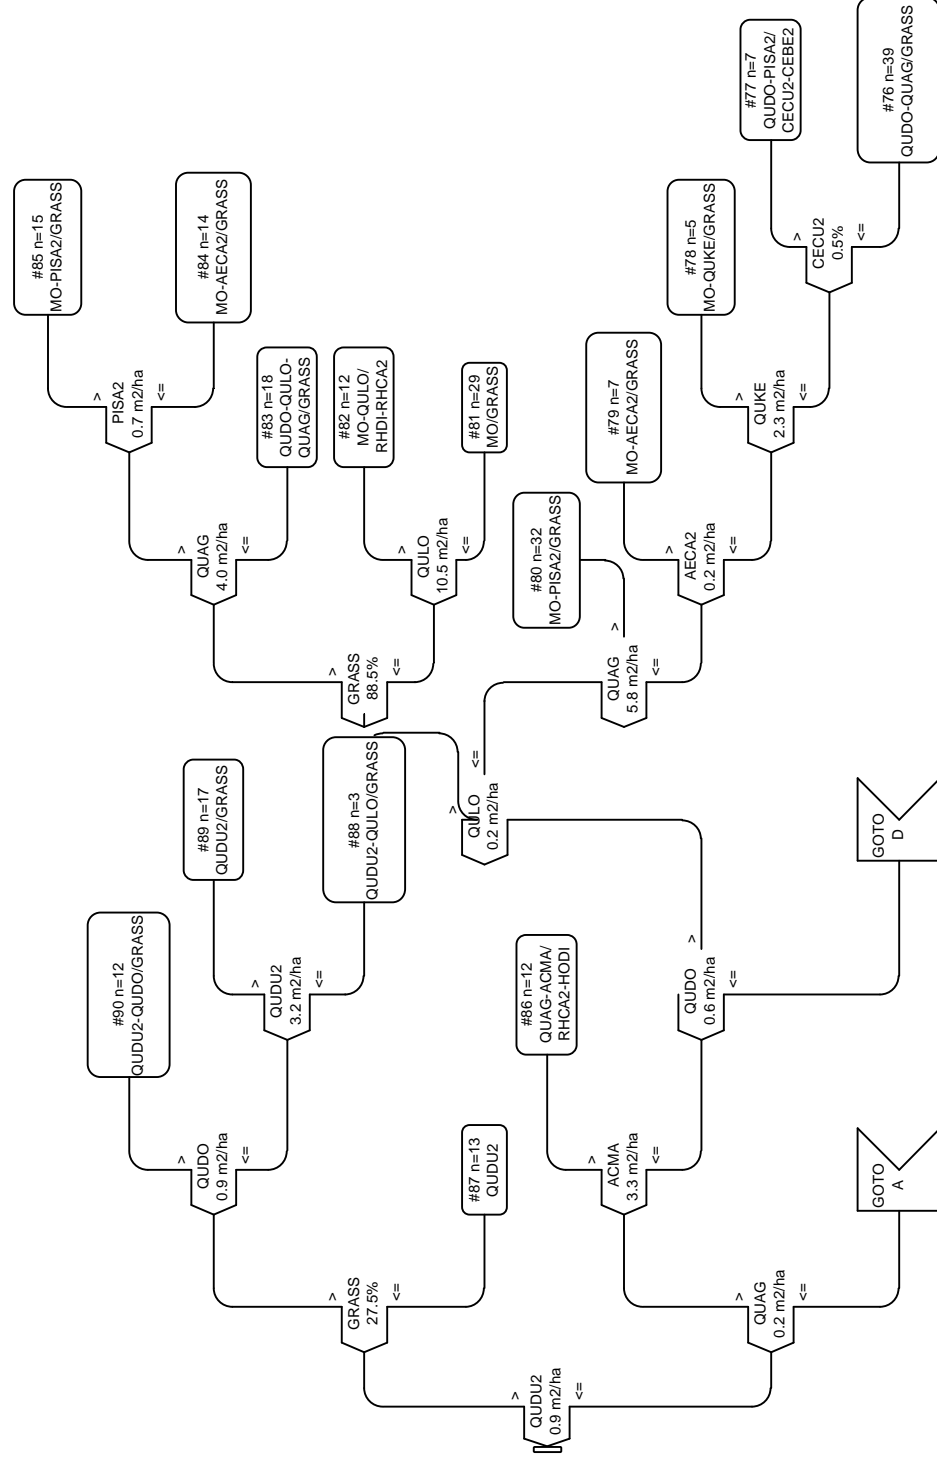 #85 n=15
MO-PISA2/GRASS
#84 n=14
MO-AECA2/GRASS
>
PISA2
0.7 m2/ha
<=
#83 n=18
QUDO-QULO-
QUAG/GRASS
#82 n=12
MO-QULO/
RHDI-RHCA2
#81 n=29
MO/GRASS
>
QUAG
4.0 m2/ha
<=
>
QULO
10.5 m2/ha
<=
>
GRASS
88.5%
<=
#77 n=7
QUDO-PISA2/
CECU2-CEBE2
#76 n=39
QUDO-QUAG/GRASS
>
CECU2
0.5%
<=
#78 n=5
MO-QUKE/GRASS
>
QUKE
2.3 m2/ha
<=
#79 n=7
MO-AECA2/GRASS
>
AECA2
0.2 m2/ha
<=
#80 n=32
MO-PISA2/GRASS
>
QUAG
5.8 m2/ha
<=
>
QULO
0.2 m2/ha
<=
#89 n=17
QUDU2/GRASS
#88 n=3
QUDU2-QULO/GRASS
>
QUDU2
3.2 m2/ha
<=
#90 n=12
QUDU2-QUDO/GRASS
>
QUDO
0.9 m2/ha
<=
#87 n=13
QUDU2
>
GRASS
27.5%
<=
#86 n=12
QUAG-ACMA/
RHCA2-HODI
>
QUDO
0.6 m2/ha
<=
GOTO
D
>
ACMA
3.3 m2/ha
<=
GOTO
A
>
QUAG
0.2 m2/ha
<=
>
QUDU2
0.9 m2/ha
<=